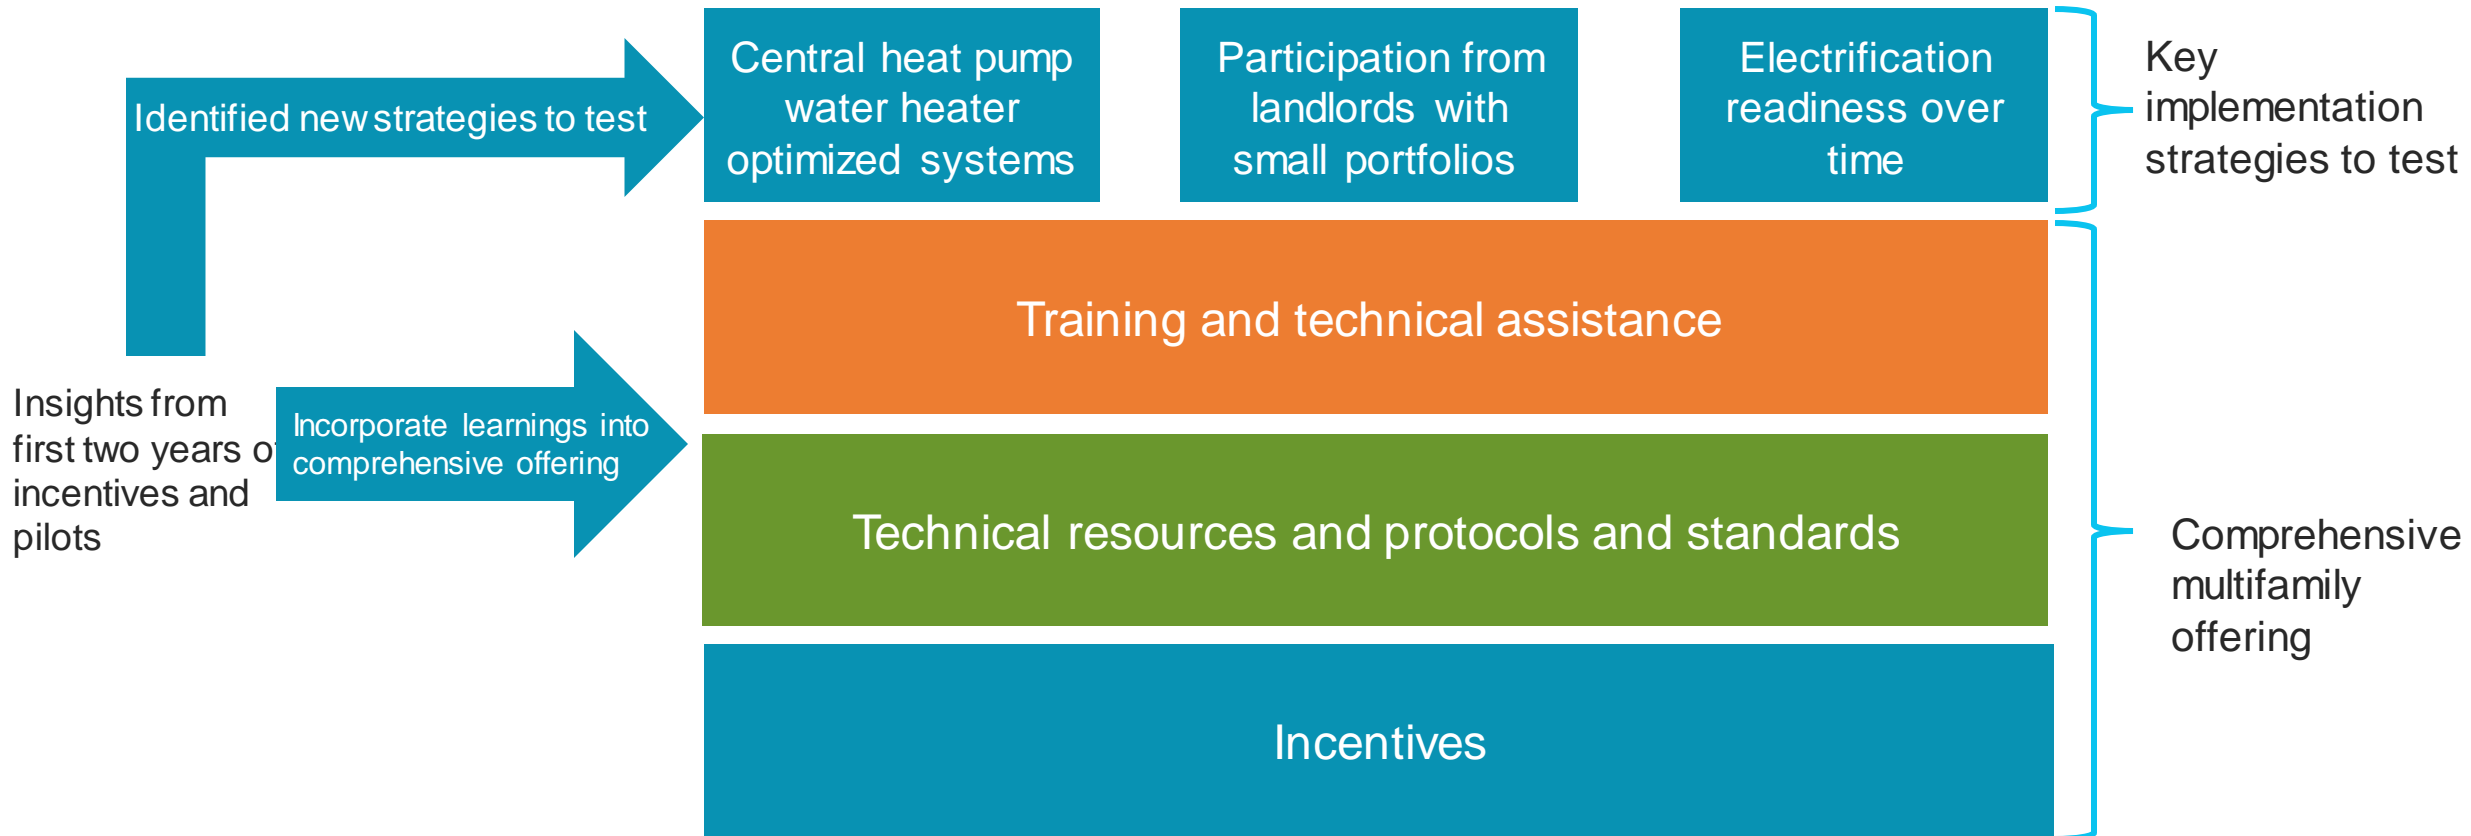 Identified new strategies to test
Central heat pump
water heater
optimized systems
Participation from
landlords with
small portfolios
Electrification
readiness over
time
Key
implementation
strategies to test
Training and technical assistance
Insights from
first two years of
incentives and
pilots
Incorporate learnings into
comprehensive offering
Technical resources and protocols and standards
Comprehensive
multifamily
offering
Incentives